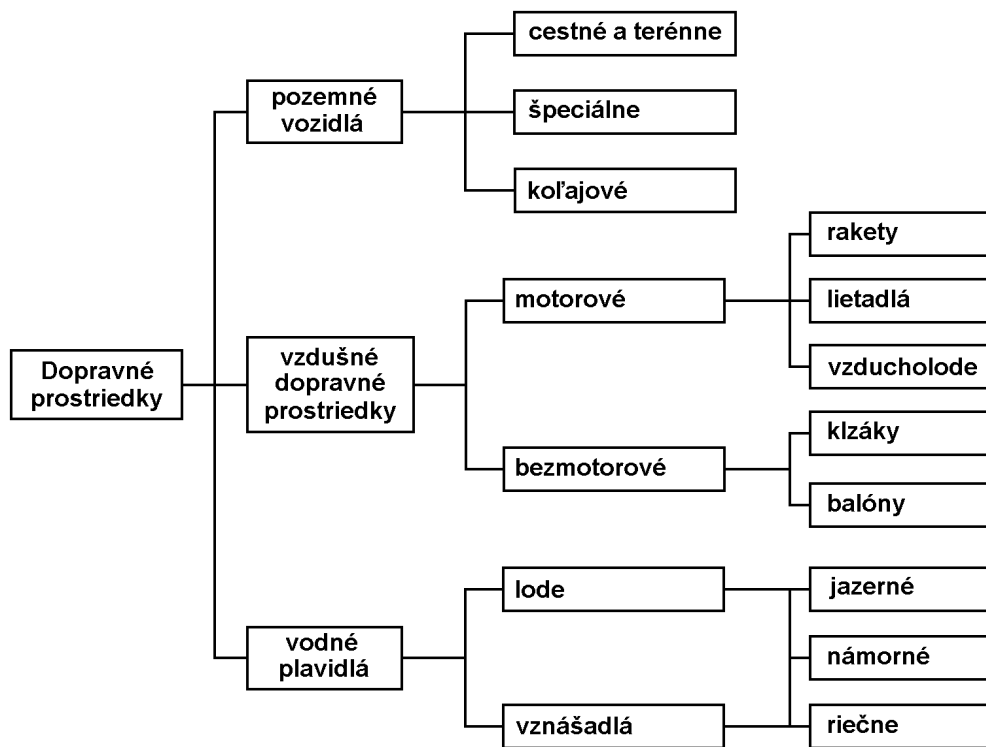 Dopravné
prostriedky
pozemné
vozidlá
cestné a terénne
špeciálne
koľajové
vzdušné
dopravné
prostriedky
motorové
rakety
lietadlá
vzducholode
bezmotorové
klzáky
balóny
vodné
plavidlá
lode
vznášadlá
jazerné
námorné
riečne